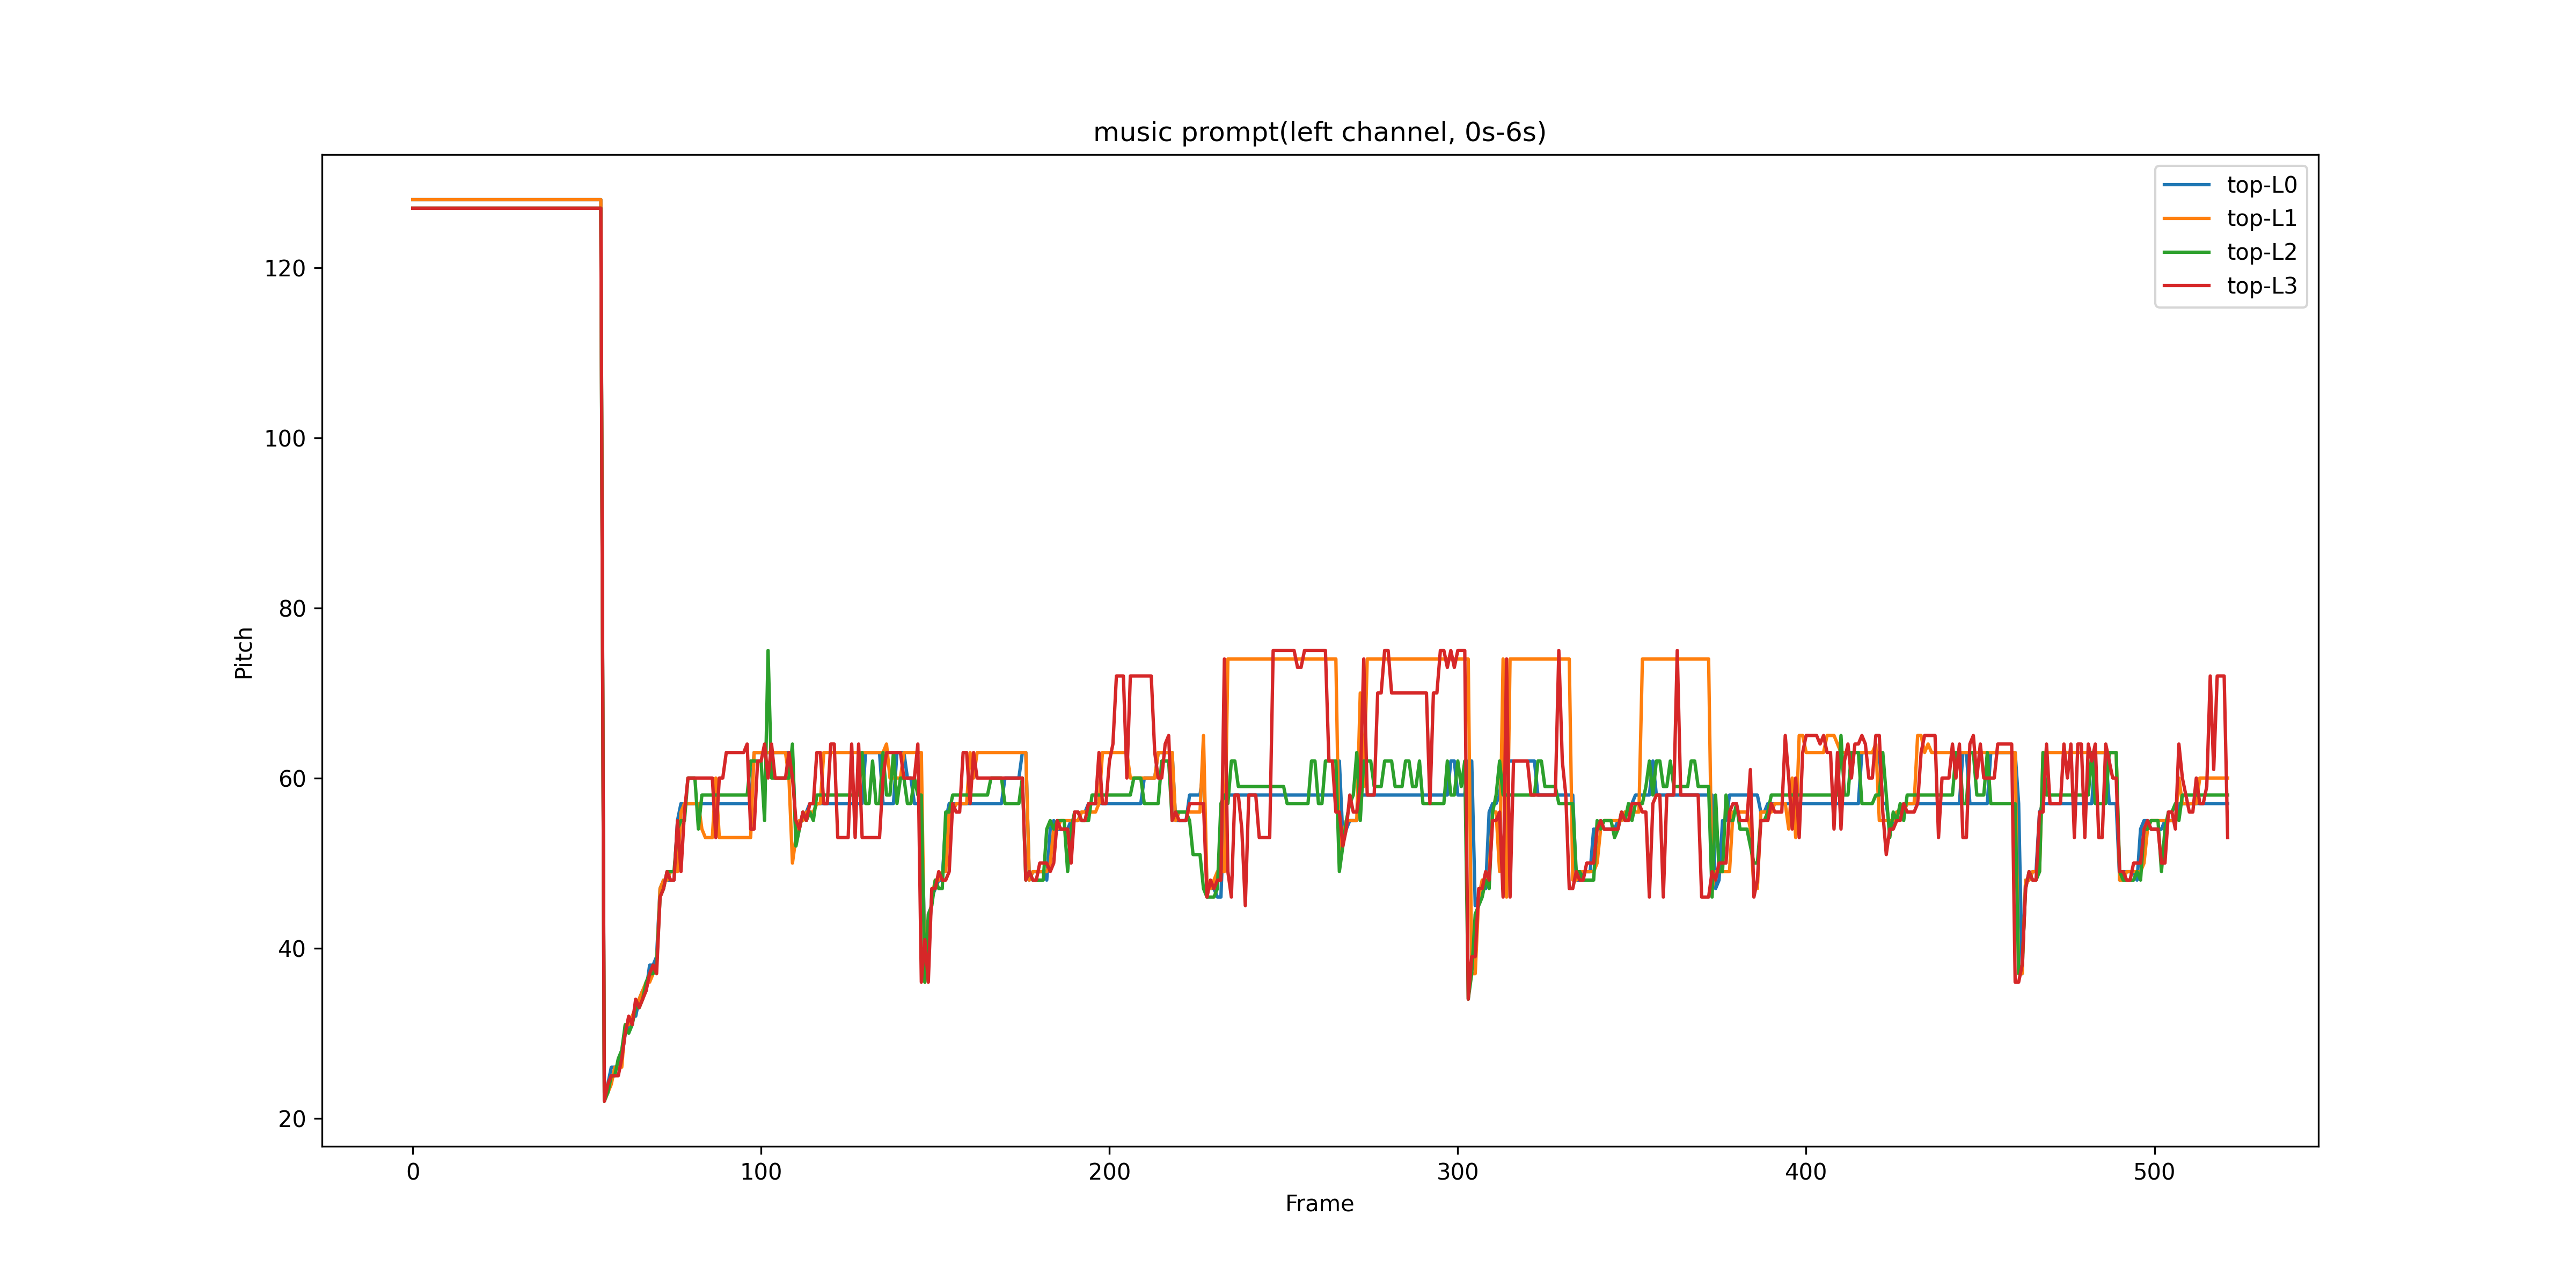 music prompt(left channel, 0s-6s)
top-L0
top-L1
top-L2
top-L3
120
100
80
60
40
20
Pitch
0 100 200 300 400 500
Frame